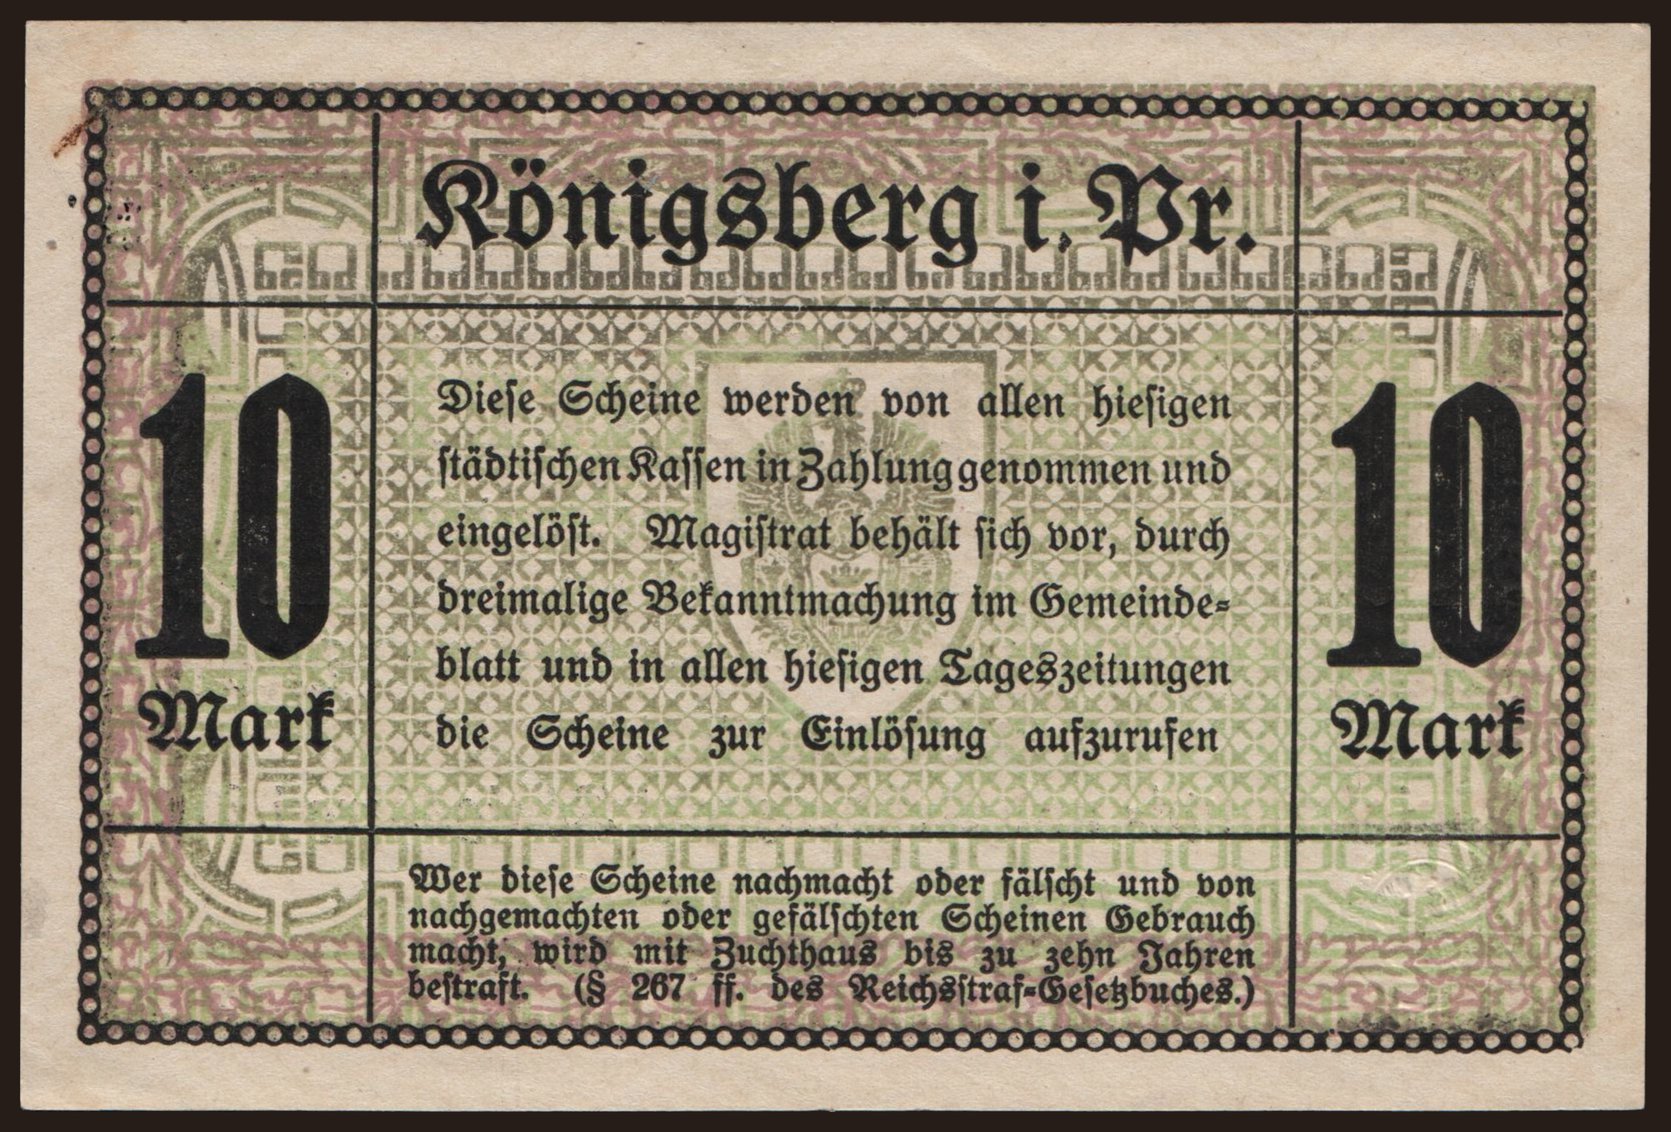 Königsberg i. Pr.
10
Mark
Diese Scheine werden von allen hiesigen
städtischen Kassen in Zahlung genommen und
eingelöst. Magistrat behält sich vor, durch
dreimalige Bekanntmachung im Gemeinde-
blatt und in allen hiesigen Tageszeitungen
die Scheine zur Einlösung aufzurufen
10
Mark
Wer diese Scheine nachmacht oder fälscht und von
nachgemachten oder gefälschten Scheinen Gebrauch
macht, wird mit Zuchthaus bis zu zehn Jahren
bestraft. (§ 267 ff. des Reichsstraf-Gesetzbuches.)